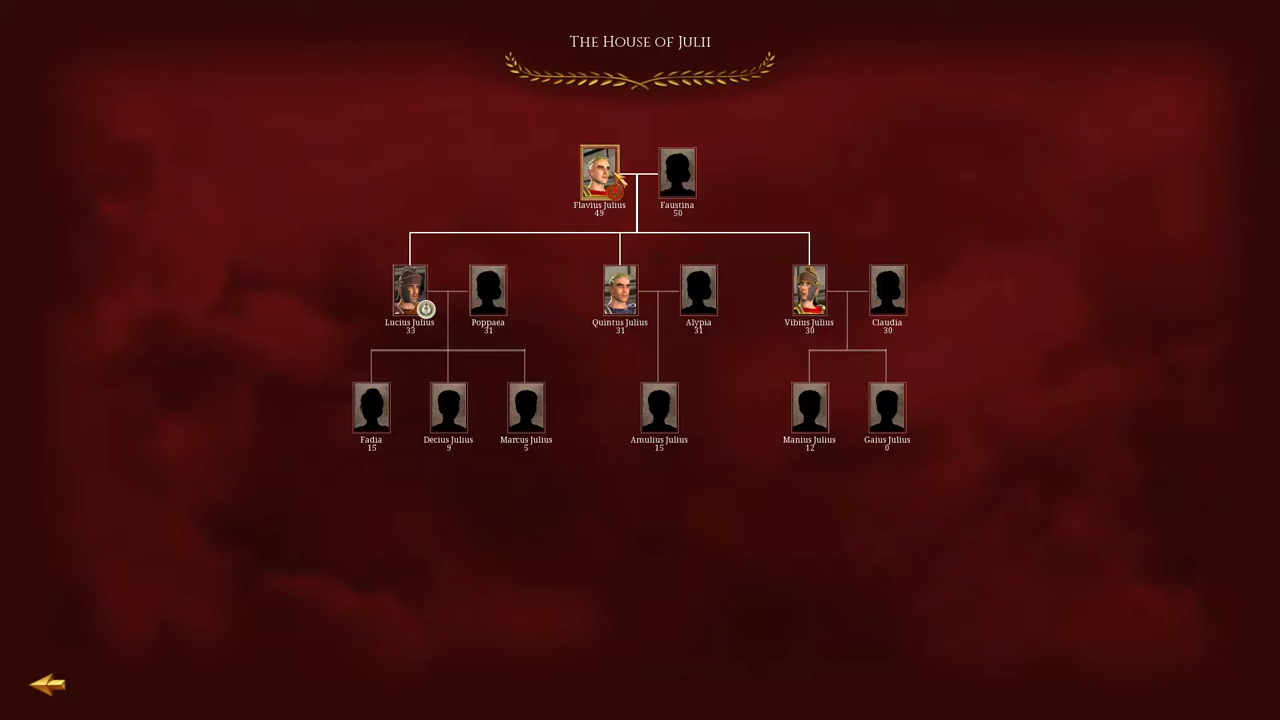 The House of Julii
Flavius Julius
49
Faustina
50
Lucius Julius
33
Poppaea
31
Quintus Julius
31
Alypia
31
Vibius Julius
30
Claudia
30
Fadia
15
Decius Julius
9
Marcus Julius
5
Amulius Julius
15
Manius Julius
12
Gaius Julius
0